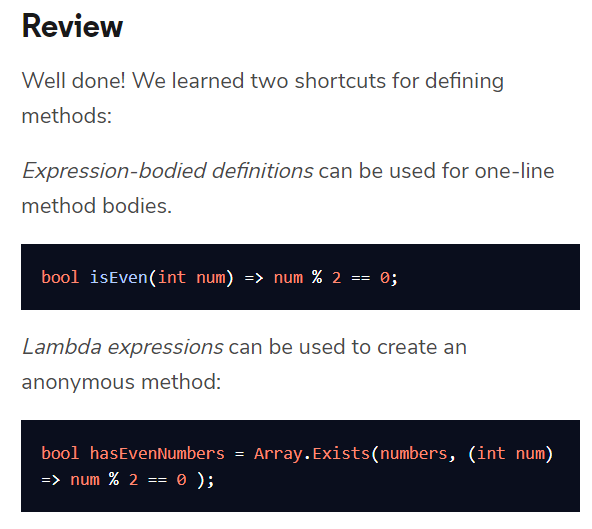 Review
Well done! We learned two shortcuts for defining
methods:
Expression-bodied definitions can be used for one-line
method bodies.
bool isEven(int num) => num % 2 == 0;
Lambda expressions can be used to create an
anonymous method:
bool hasEvenNumbers = Array.Exists(numbers, (int num)
=> num % 2 == 0 );